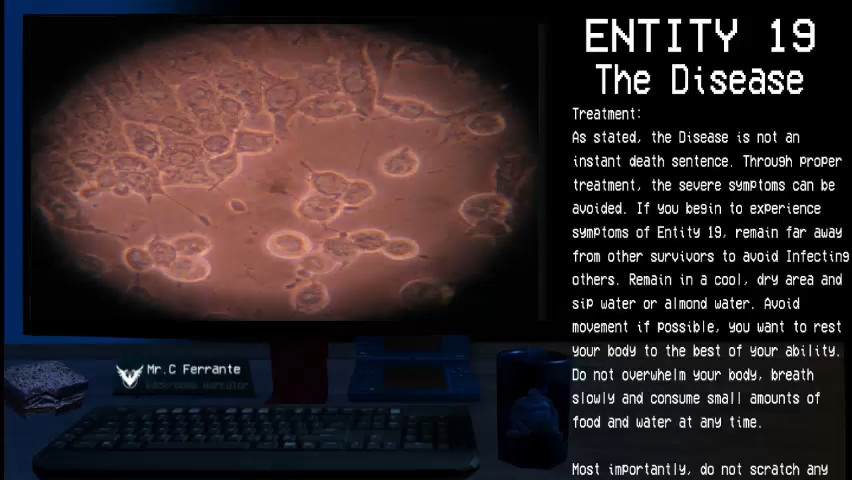 ENTITY 19
The Disease
Treatment:
As stated, the Disease is not an
instant death sentence. Through proper
treatment, the severe symptoms can be
avoided. If you begin to experience
symptoms of Entity 19, remain far away
from other survivors to avoid Infecting
others. Remain in a cool, dry area and
sip water or almond water. Avoid
movement if possible, you want to rest
your body to the best of your ability.
Do not overwhelm your body, breath
slowly and consume small amounts of
food and water at any time.
Most importantly, do not scratch any
Mr.C Ferrante
Backrooms Narrator